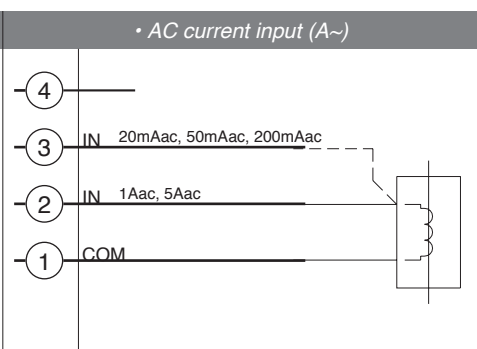 • AC current input (A~)
4
3 IN 20mAac, 50mAac, 200mAac
2 IN 1Aac, 5Aac
1 COM